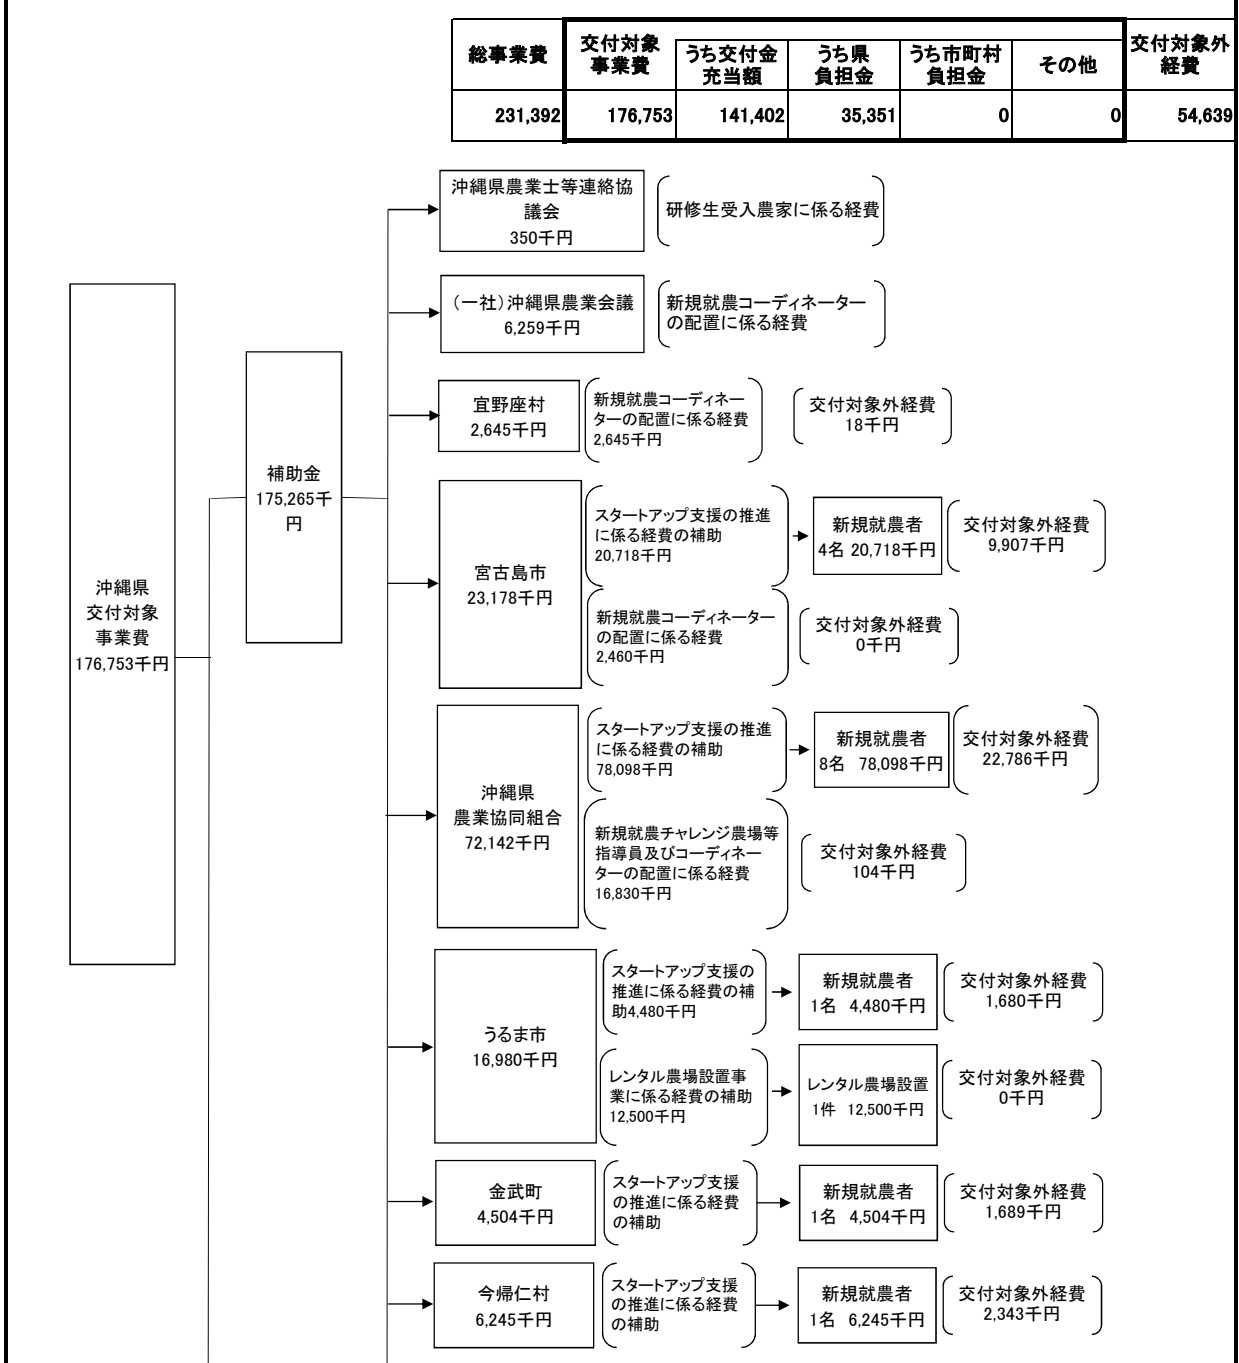 総事業費
交付対象
事業費
うち交付金
充当額
うち県
負担金
うち市町村
負担金
その他
交付対象外
経費
231,392 176,753 141,402 35,351 0 0 54,639
沖縄県農業士等連絡協
議会
350千円
研修生受入農家に係る経費
(一社)沖縄県農業会議
6,259千円
新規就農コーディネーター
の配置に係る経費
宜野座村
2,645千円
新規就農コーディネー
ターの配置に係る経費
2,645千円
交付対象外経費
18千円
補助金
175,265千
円
沖縄県
交付対象
事業費
176,753千円
宮古島市
23,178千円
スタートアップ支援の推進
に係る経費の補助
20,718千円
新規就農者
4名 20,718千円
交付対象外経費
9,907千円
新規就農コーディネーター
の配置に係る経費
2,460千円
交付対象外経費
0千円
沖縄県
農業協同組合
72,142千円
スタートアップ支援の推進
に係る経費の補助
78,098千円
新規就農者
8名 78,098千円
交付対象外経費
22,786千円
新規就農チャレンジ農場等
指導員及びコーディネー
ターの配置に係る経費
16,830千円
交付対象外経費
104千円
うるま市
16,980千円
スタートアップ支援の
推進に係る経費の補
助4,480千円
新規就農者
1名 4,480千円
交付対象外経費
1,680千円
レンタル農場設置事
業に係る経費の補助
12,500千円
レンタル農場設置
1件 12,500千円
交付対象外経費
0千円
金武町
4,504千円
スタートアップ支援
の推進に係る経費
の補助
新規就農者
1名 4,504千円
交付対象外経費
1,689千円
今帰仁村
6,245千円
スタートアップ支援
の推進に係る経費
の補助
新規就農者
1名 6,245千円
交付対象外経費
2,343千円